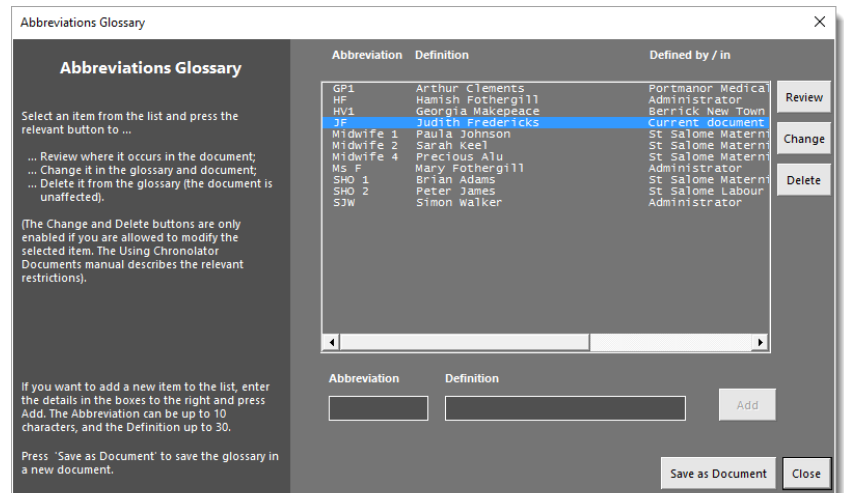 Abbreviations Glossary
Abbreviations Glossary
Select an item from the list and press the
relevant button to ...
... Review where it occurs in the document;
... Change it in the glossary and document;
... Delete it from the glossary (the document is
unaffected).
(The Change and Delete buttons are only
enabled if you are allowed to modify the
selected item. The Using Chronolator
Documents manual describes the relevant
restrictions).
If you want to add a new item to the list, enter
the details in the boxes to the right and press
Add. The Abbreviation can be up to 10
characters, and the Definition up to 30.
Press 'Save as Document' to save the glossary in
a new document.
Abbreviation Definition Defined by / in
GP1 Arthur Clements Portmanor Medical
HF Hamish Fothergill Administrator
HV1 Georgia Makepeace Berrick New Town
JF Judith Fredericks Current document
Midwife 1 Paula Johnson St Salome Materni
Midwife 2 Sarah Keel St Salome Materni
Midwife 4 Precious Alu St Salome Materni
Ms F Mary Fothergill Administrator
SHO 1 Brian Adams St Salome Materni
SHO 2 Peter James St Salome Labour
SJW Simon Walker Administrator
Review
Change
Delete
Abbreviation Definition
Add
Save as Document Close